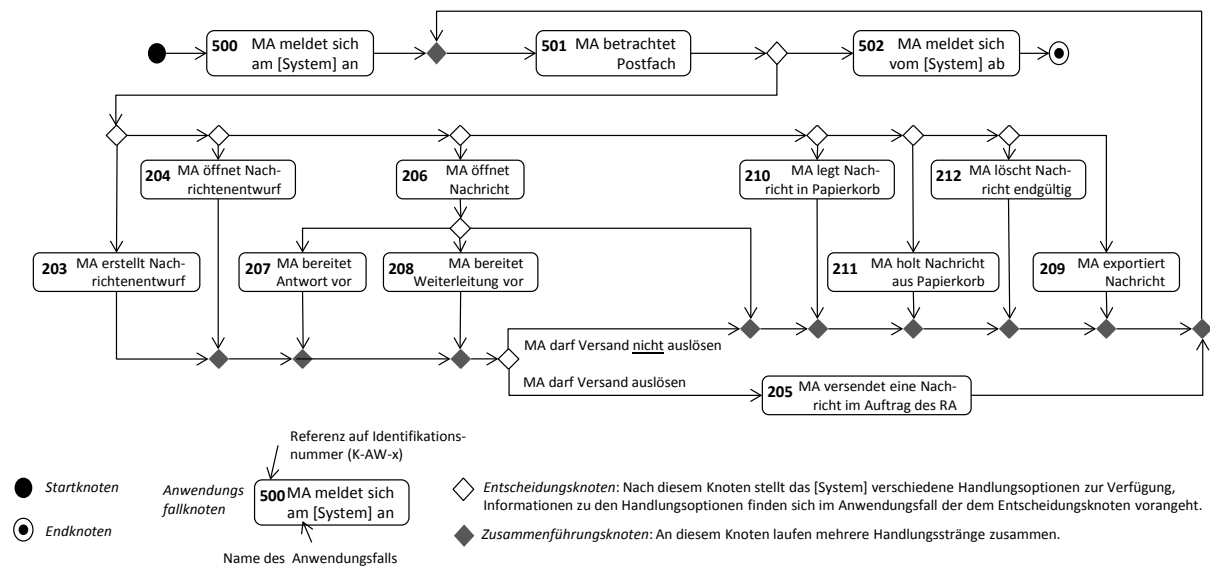 500 MA meldet sich
am [System] an
501 MA betrachtet
Postfach
502 MA meldet sich
vom [System] ab
204 MA öffnet Nach-
richtenentwurf
206 MA öffnet
Nachricht
210 MA legt Nach-
richt in Papierkorb
212 MA löscht Nach-
richt endgültig
203 MA erstellt Nach-
richtenentwurf
207 MA bereitet
Antwort vor
208 MA bereitet
Weiterleitung vor
211 MA holt Nachricht
aus Papierkorb
209 MA exportiert
Nachricht
MA darf Versand nicht auslösen
MA darf Versand auslösen
205 MA versendet eine Nach-
richt im Auftrag des RA
Referenz auf Identifikations-
nummer (K-AW-x)
Startknoten
Endknoten
Anwendungs
fallknoten
500 MA meldet sich
am [System] an
Name des Anwendungsfalls
Entscheidungsknoten: Nach diesem Knoten stellt das [System] verschiedene Handlungsoptionen zur Verfügung,
Informationen zu den Handlungsoptionen finden sich im Anwendungsfall der dem Entscheidungsknoten vorangeht.
Zusammenführungsknoten: An diesem Knoten laufen mehrere Handlungsstränge zusammen.